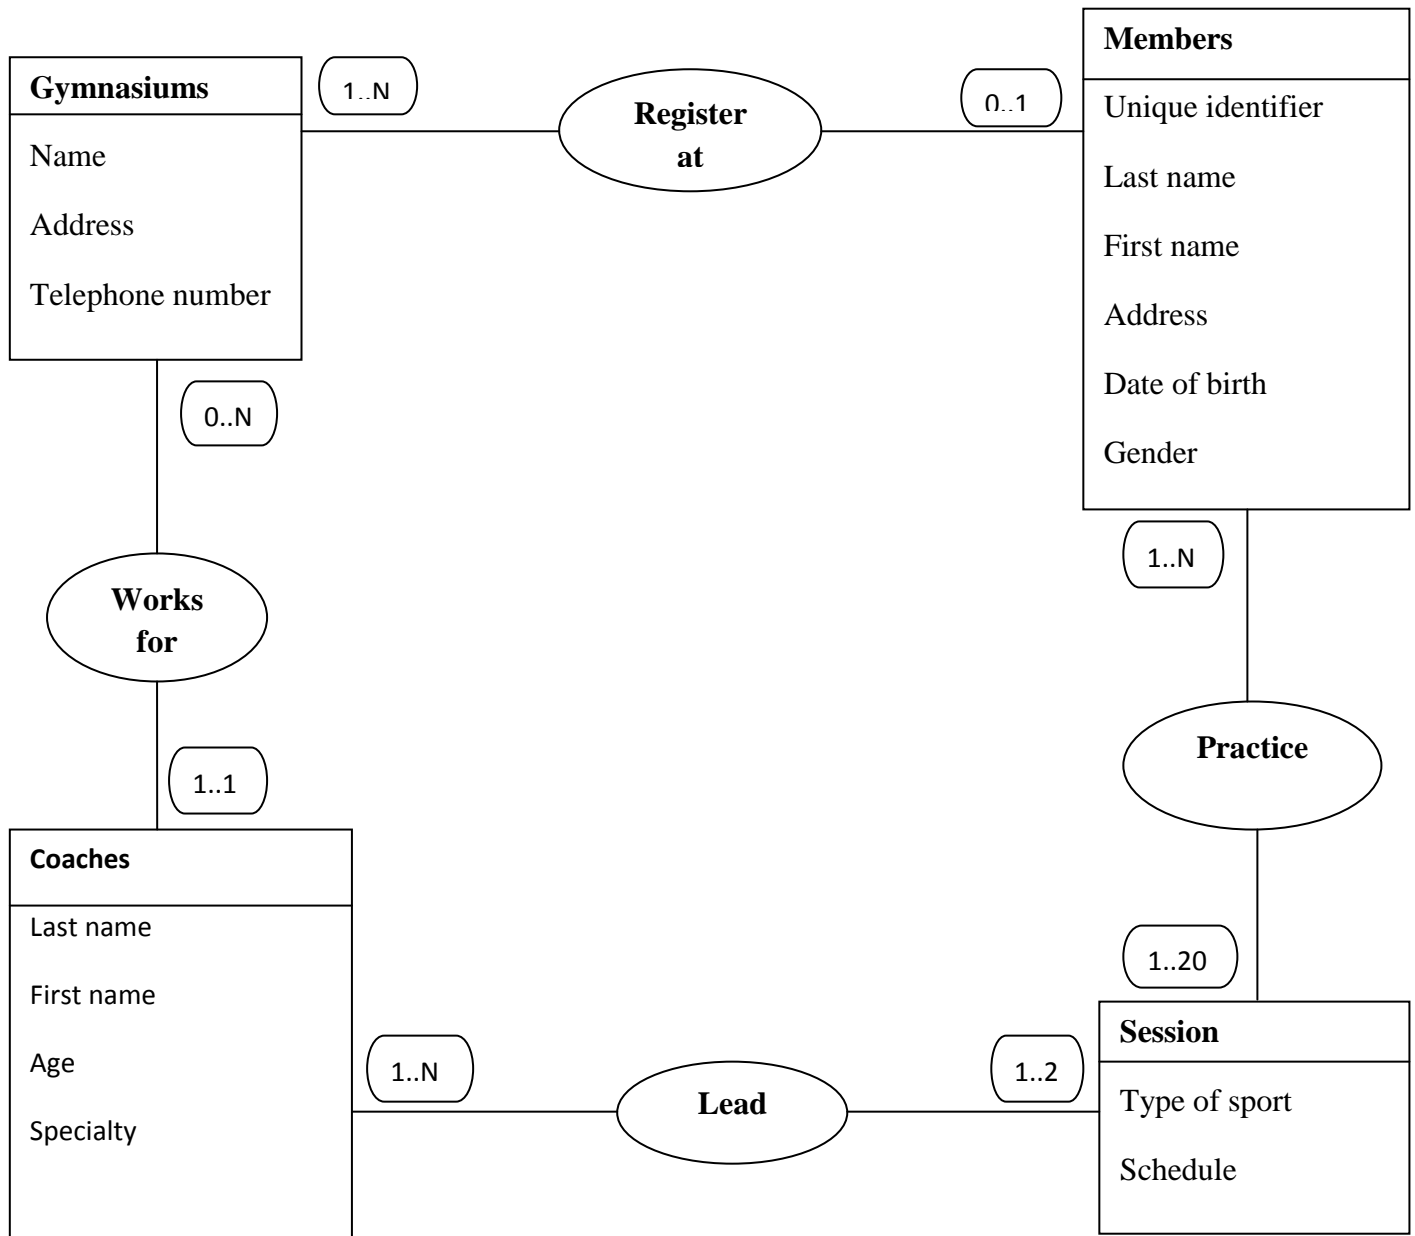 Gymnasiums
Name
Address
Telephone number
1..N
Register
at
0..1
Members
Unique identifier
Last name
First name
Address
Date of birth
Gender
0..N
Works
for
1..1
1..N
Practice
1..20
Coaches
Last name
First name
Age
Specialty
1..N
Lead
1..2
Session
Type of sport
Schedule